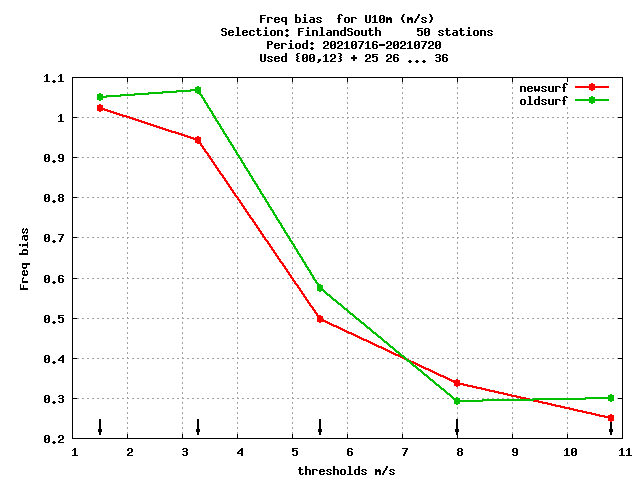 Freq bias  for U10m (m/s)
Selection: FinlandSouth     50 stations
Period: 20210716-20210720
Used {00,12} + 25 26 ... 36
newsurf
oldsurf
1.1
1
0.9
0.8
0.7
0.6
0.5
0.4
0.3
0.2
Freq bias
1 2 3 4 5 6 7 8 9 10 11
thresholds m/s